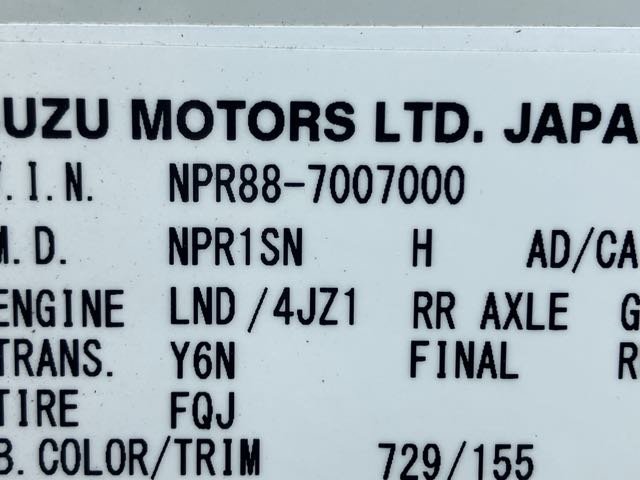 UZU MOTORS LTD. JAPA
.I.N. NPR88-7007000
M.D. NPR1SN H AD/CA
ENGINE LND/4JZ1 RR AXLE G
TRANS. Y6N FINAL R
TIRE FQJ
B.COLOR/TRIM 729/155